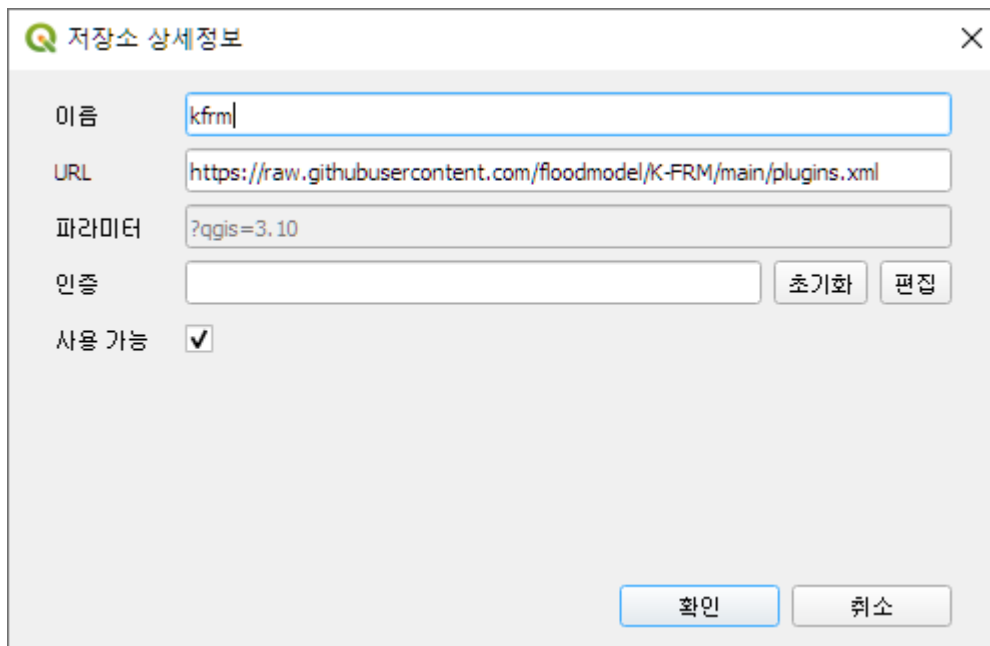 저장소 상세정보
이름 kfrm
URL https://raw.githubusercontent.com/floodmodel/K-FRM/main/plugins.xml
파라미터 ?qgis=3.10
인증 초기화 편집
사용 가능
확인 취소